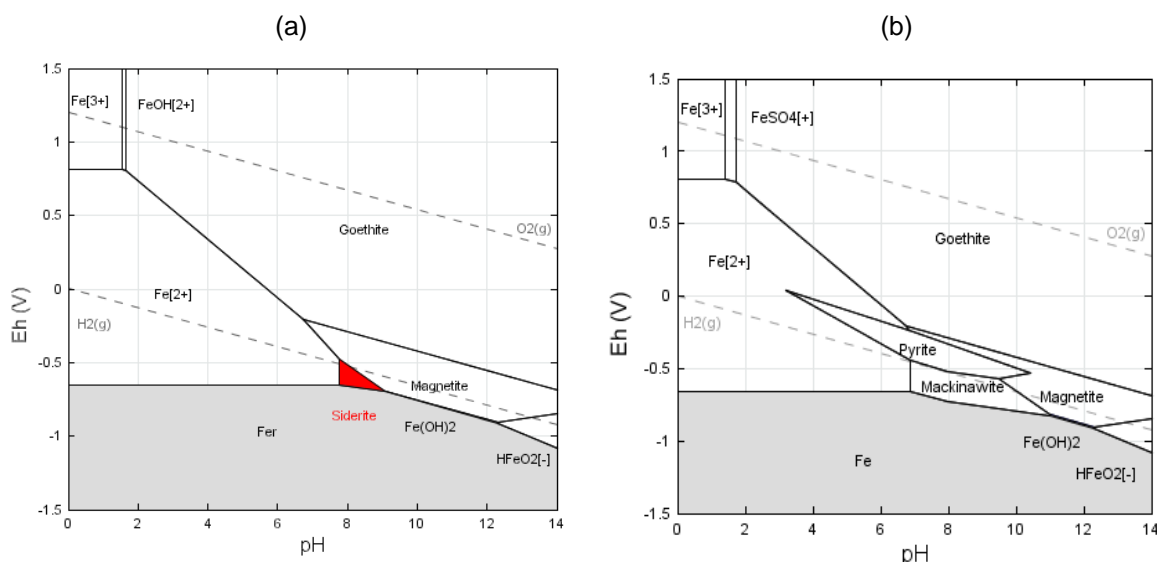 (a)
1.5
1
0.5
0
-0.5
-1
-1.5
Eh (V)
0
2
4
6
8
10
12
14
pH
Fe[3+]
FeOH[2+]
Goethite
O2(g)
Fe[2+]
H2(g)
Magnetite
Siderite
Fe(OH)2
Fer
HFeO2[-]
(b)
1.5
1
0.5
0
-0.5
-1
-1.5
Eh (V)
0
2
4
6
8
10
12
14
pH
Fe[3+]
FeSO4[+]
Goethite
O2(g)
Fe[2+]
H2(g)
Pyrite
Mackinawite
Magnetite
Fe(OH)2
Fe
HFeO2[-]